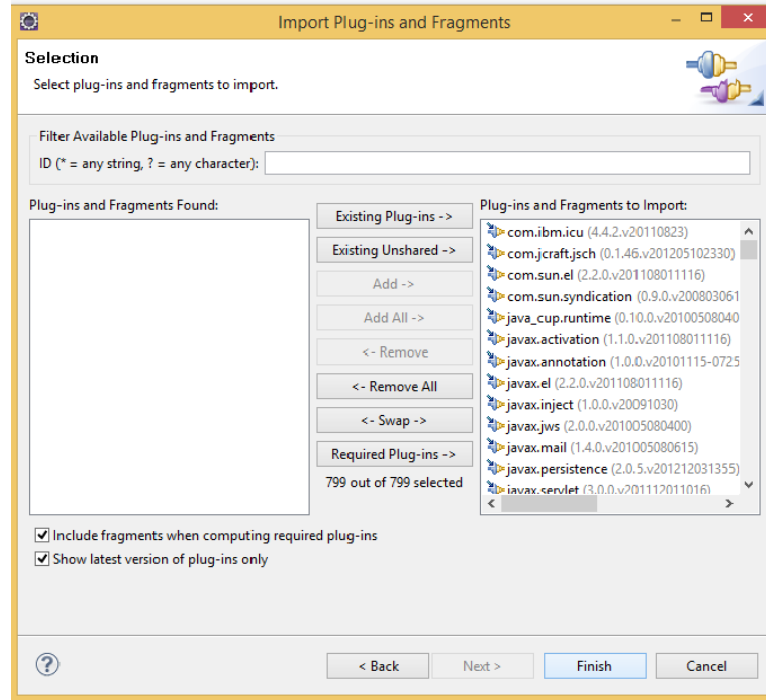 Import Plug-ins and Fragments
Selection
Select plug-ins and fragments to import.
Filter Available Plug-ins and Fragments
ID (* = any string, ? = any character):
Plug-ins and Fragments Found:
Existing Plug-ins ->
Existing Unshared ->
Add ->
Add All ->
<- Remove
<- Remove All
<- Swap ->
Required Plug-ins ->
799 out of 799 selected
Plug-ins and Fragments to Import:
com.ibm.icu (4.4.2.v20110823)
com.jcraft.jsch (0.1.46.v201205102330)
com.sun.el (2.2.0.v201108011116)
com.sun.syndication (0.9.0.v200803061
java_cup.runtime (0.10.0.v20100508040
javax.activation (1.1.0.v201108011116)
javax.annotation (1.0.0.v20101115-0725
javax.el (2.2.0.v201108011116)
javax.inject (1.0.0.v20091030)
javax.jws (2.0.0.v201005080400)
javax.mail (1.4.0.v201005080615)
javax.persistence (2.0.5.v201212031355)
javax.servlet (3.0.0.v201112011016)
Include fragments when computing required plug-ins
Show latest version of plug-ins only
?
< Back
Next >
Finish
Cancel